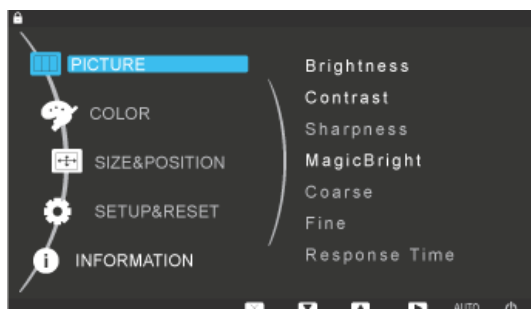 PICTURE
COLOR
SIZE&POSITION
SETUP&RESET
INFORMATION
Brightness
Contrast
Sharpness
MagicBright
Coarse
Fine
Response Time
AUTO